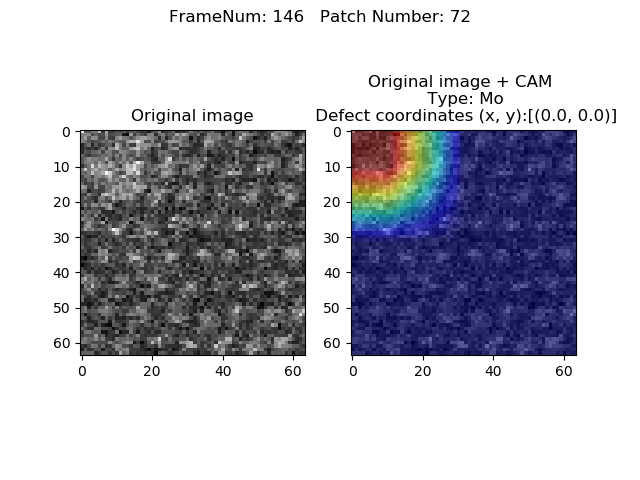 FrameNum: 146   Patch Number: 72
Original image
Original image + CAM
Type: Mo
Defect coordinates (x, y):[(0.0, 0.0)]
0
10
20
30
40
50
60
0 20 40 60
0
10
20
30
40
50
60
0 20 40 60